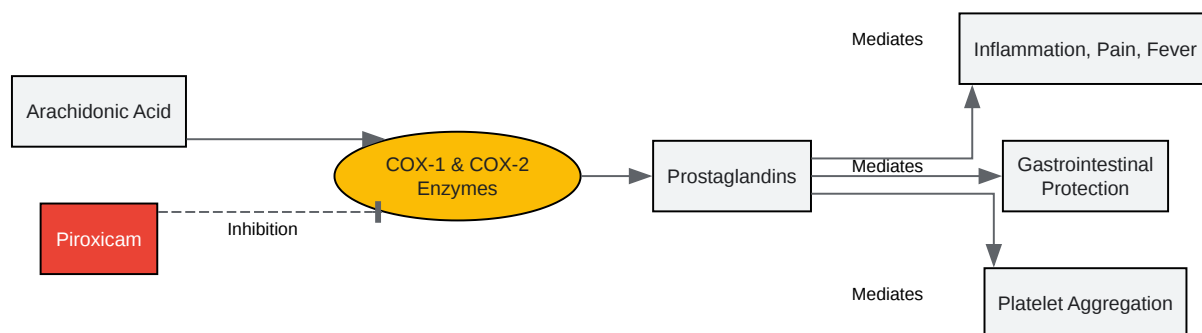 Mediates
Inflammation, Pain, Fever
Arachidonic Acid
COX-1 & COX-2
Enzymes
Prostaglandins
Mediates
Gastrointestinal
Protection
Piroxicam
Inhibition
Mediates
Platelet Aggregation